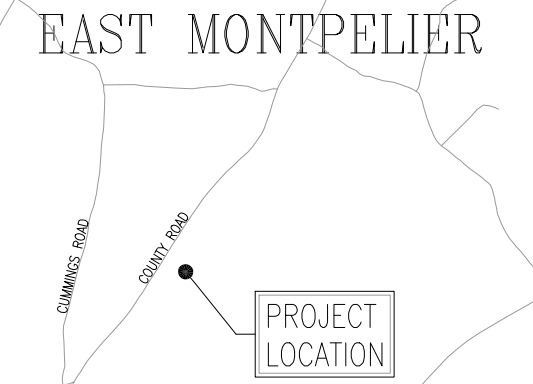 EAST MONTPELIER
CUMMINGS ROAD
COUNTY ROAD
PROJECT
LOCATION